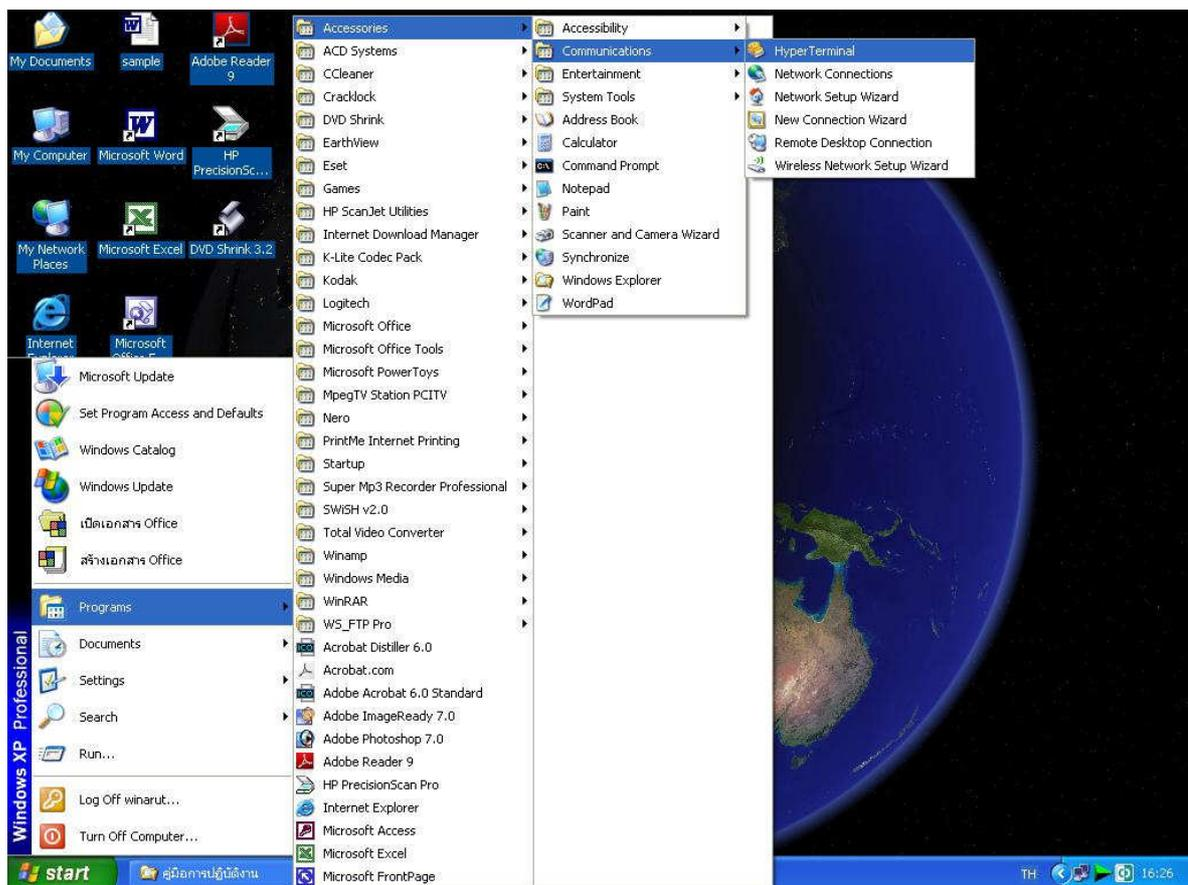 My Documents
sample
Adobe Reader
9
My Computer
Microsoft Word
HP
PrecisionSc...
My Network
Places
Microsoft Excel
DVD Shrink 3.2
Internet
Microsoft
Microsoft Update
Set Program Access and Defaults
Windows Catalog
Windows Update
เปิดเอกสาร Office
สร้างเอกสาร Office
Programs
Documents
Settings
Search
Run...
Log Off winarut...
Turn Off Computer...
Windows XP Professional
Accessories
ACD Systems
CCleaner
Cracklock
DVD Shrink
EarthView
Eset
Games
HP ScanJet Utilities
Internet Download Manager
K-Lite Codec Pack
Kodak
Logitech
Microsoft Office
Microsoft Office Tools
Microsoft PowerToys
MpegTV Station PCITV
Nero
PrintMe Internet Printing
Startup
Super Mp3 Recorder Professional
SWiSH v2.0
Total Video Converter
Winamp
Windows Media
WinRAR
WS_FTP Pro
Acrobat Distiller 6.0
Acrobat.com
Adobe Acrobat 6.0 Standard
Adobe ImageReady 7.0
Adobe Photoshop 7.0
Adobe Reader 9
HP PrecisionScan Pro
Internet Explorer
Microsoft Access
Microsoft Excel
Microsoft FrontPage
Accessibility
Communications
Entertainment
System Tools
Address Book
Calculator
Command Prompt
Notepad
Paint
Scanner and Camera Wizard
Synchronize
Windows Explorer
WordPad
HyperTerminal
Network Connections
Network Setup Wizard
New Connection Wizard
Remote Desktop Connection
Wireless Network Setup Wizard
start
คู่มือการปฏิบัติงาน
TH
16:26